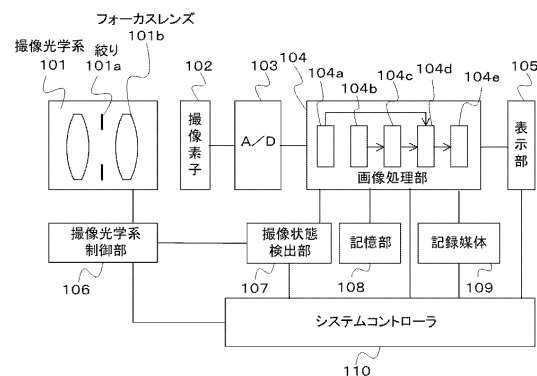 フォーカスレンズ
撮像光学系 絞り 101b
101 101a 102 103 104 105
104a 104c 104d
104b 104e
撮像素子
A/D
表示部
画像処理部
撮像光学系
制御部
撮像状態
検出部
記憶部
記録媒体
106 107 108 109
システムコントローラ
110